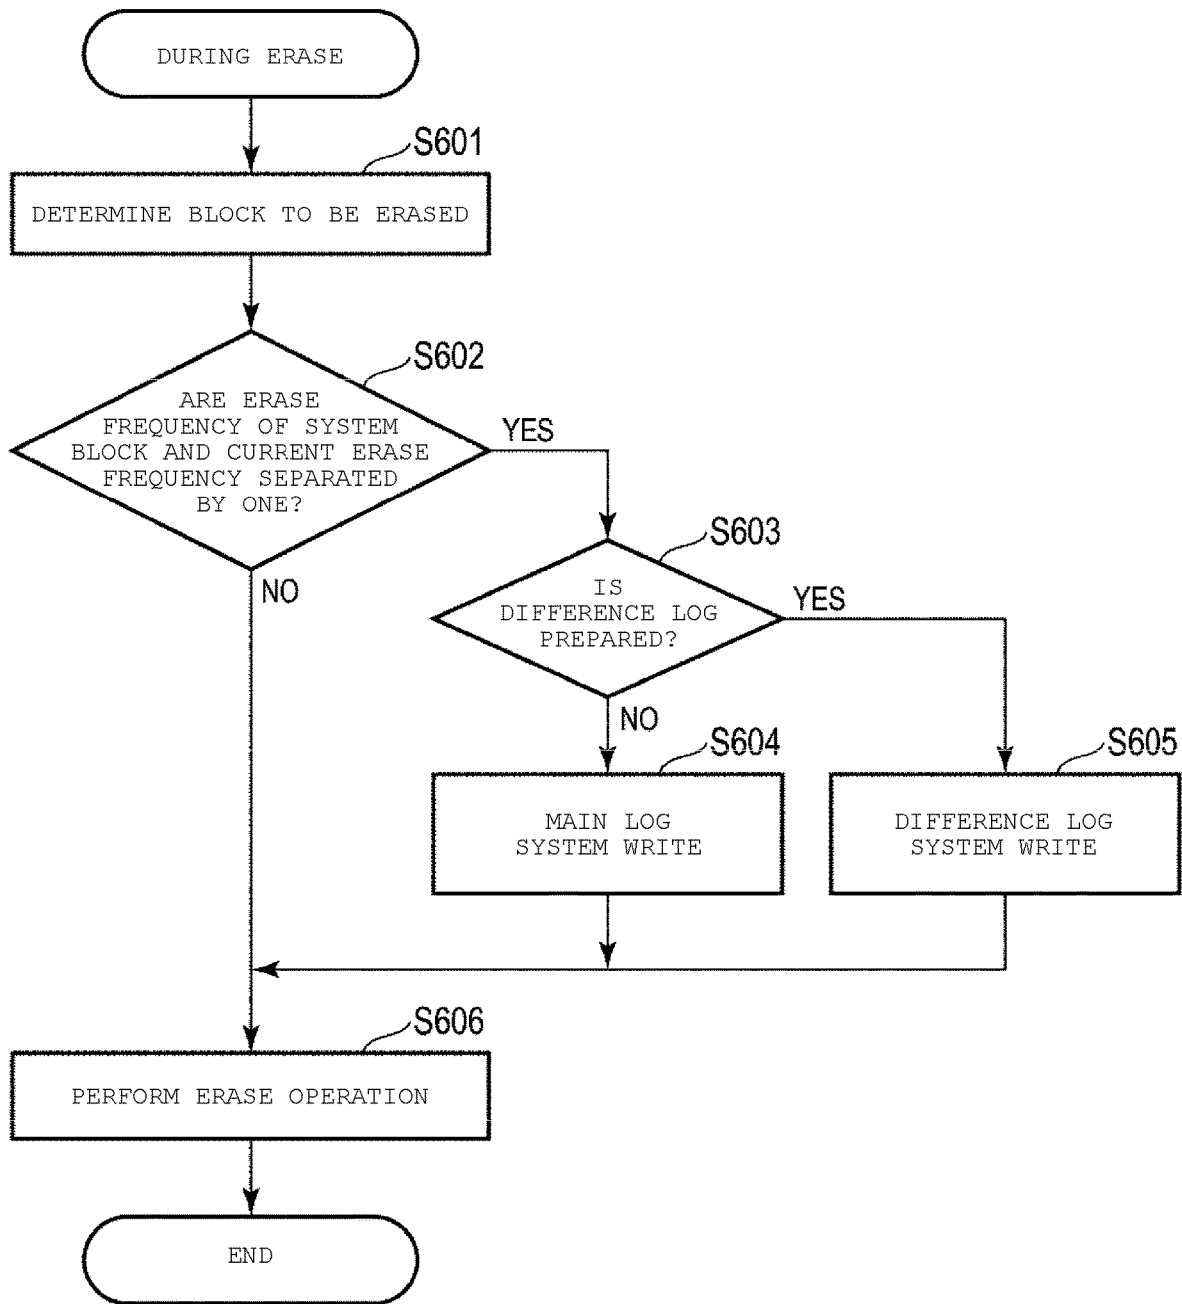 DURING ERASE
S601
DETERMINE BLOCK TO BE ERASED
S602
ARE ERASE
FREQUENCY OF SYSTEM
BLOCK AND CURRENT ERASE
FREQUENCY SEPARATED
BY ONE?
YES
NO
S603
IS
DIFFERENCE LOG
PREPARED?
YES
NO
S604
MAIN LOG
SYSTEM WRITE
S605
DIFFERENCE LOG
SYSTEM WRITE
S606
PERFORM ERASE OPERATION
END